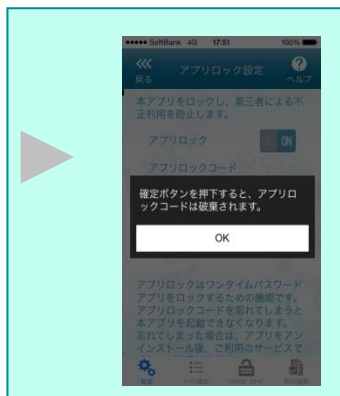 SoftBank 4G 17:51 100%
戻る アプリロック設定 ? ヘルプ
本アプリをロックし、第三者による不
正利用を防止します。
アプリロック OFF ON
アプリロックコード
確定ボタンを押下すると、アプリロ
ックコードは破棄されます。
OK
アプリロックはワンタイムパスワード
アプリをロックするための機能です。
アプリロックコードを忘れてしまうと
本アプリを起動できなくなります。
忘れてしまった場合は、アプリをアン
インストール後、ご利用のサービスで
設定